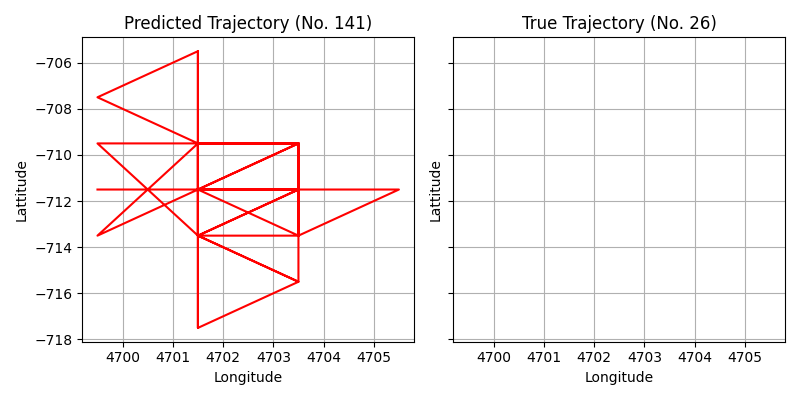 Predicted Trajectory (No. 141)
True Trajectory (No. 26)
−706
−708
−710
−712
−714
−716
−718
Lattitude
Lattitude
4700 4701 4702 4703 4704 4705
4700 4701 4702 4703 4704 4705
Longitude
Longitude